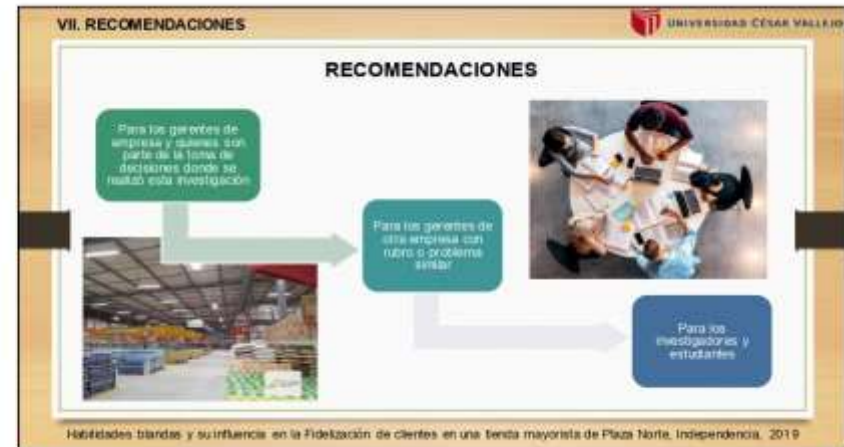 VII. RECOMENDACIONES
UNIVERSIDAD CÉSAR VALLEJO
RECOMENDACIONES
Para los gerentes de
empresa y quienes son
parte de la toma de
decisiones donde se
realizó esta investigación
Para los gerentes de
otra empresa con
rubro o problema
similar
Para los
investigadores y
estudiantes
Habilidades blandas y su influencia en la Fidelización de clientes en una tienda mayorista de Plaza Norte, Independencia, 2019